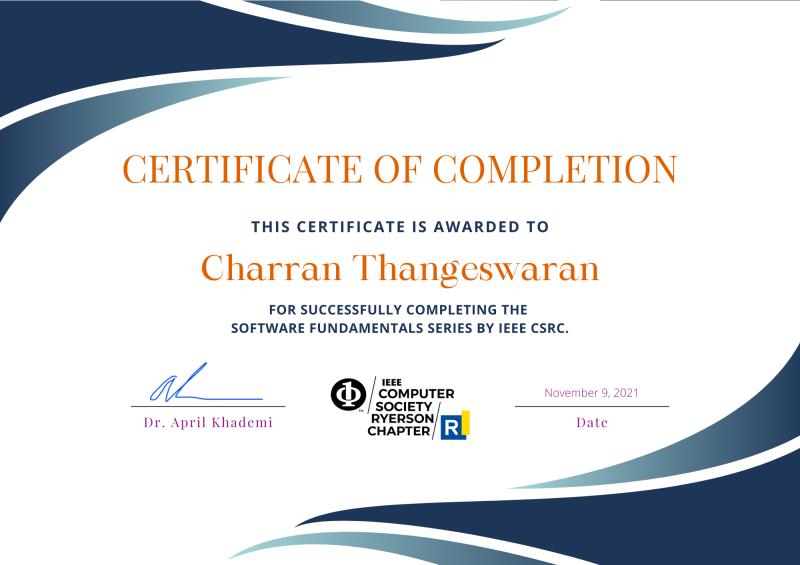 CERTIFICATE OF COMPLETION
THIS CERTIFICATE IS AWARDED TO
Charran Thangeswaran
FOR SUCCESSFULLY COMPLETING THE
SOFTWARE FUNDAMENTALS SERIES BY IEEE CSRC.
IEEE
COMPUTER
SOCIETY
RYERSON
CHAPTER
R
TM
November 9, 2021
Dr. April Khademi
Date